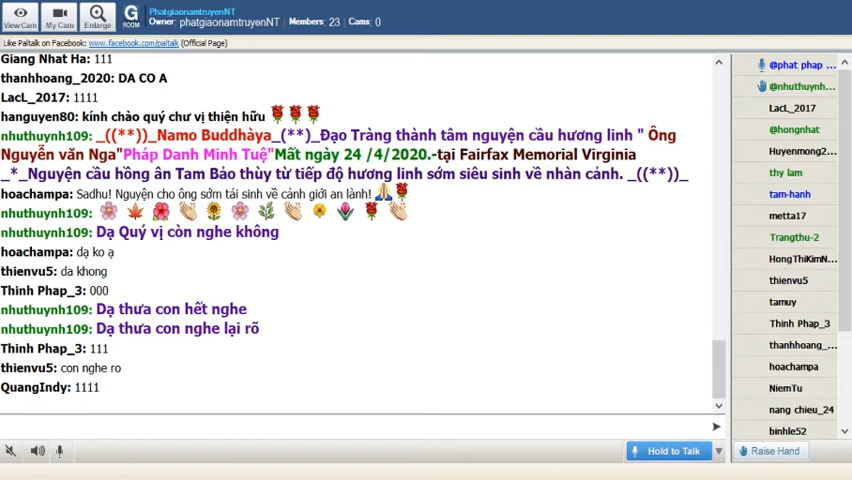 View Cam
My Cam
Enlarge
G
ROOM
PhatgiaonamtruyenNT
Owner: phatgiaonamtruyenNT Members: 23 Cams: 0
Like Paltalk on Facebook: www.facebook.com/paltalk (Official Page)
Giang Nhat Ha: 111
thanhhoang_2020: DA CO A
LacL_2017: 1111
hanguyen80: kính chào quý chư vị thiện hữu
nhuthuynh109: _((**))_Namo Buddhàya_(**)_Đạo Tràng thành tâm nguyện cầu hương linh " Ông
Nguyễn văn Nga"Pháp Danh Minh Tuệ"Mất ngày 24 /4/2020.-tại Fairfax Memorial Virginia
_*_Nguyện cầu hồng ân Tam Bảo thùy từ tiếp độ hương linh sớm siêu sinh về nhàn cảnh. _((**))_
hoachampa: Sadhu! Nguyện cho ông sớm tái sinh về cảnh giới an lành!
nhuthuynh109:
nhuthuynh109: Dạ Quý vị còn nghe không
hoachampa: dạ ko ạ
thienvu5: da khong
Thinh Phap_3: 000
nhuthuynh109: Dạ thưa con hết nghe
nhuthuynh109: Dạ thưa con nghe lại rõ
Thinh Phap_3: 111
thienvu5: con nghe ro
QuangIndy: 1111
Hold to Talk
@phat phap ...
@nhuthuynh...
LacL_2017
@hongnhat
Huyenmong2...
thy lam
tam-hanh
metta17
Trangthu-2
HongThiKimN...
thienvu5
tamuy
Thinh Phap_3
thanhhoang_...
hoachampa
NiemTu
nang chieu_24
binhle52
Raise Hand